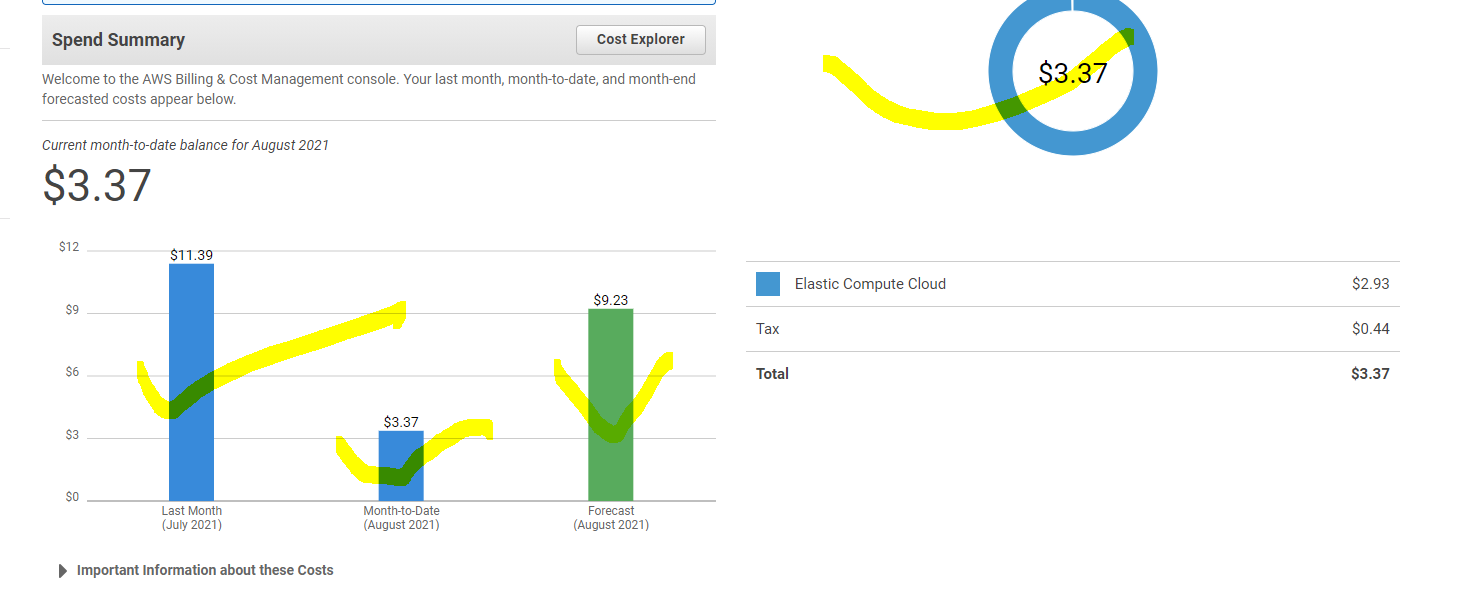 Spend Summary
Cost Explorer
Welcome to the AWS Billing & Cost Management console. Your last month, month-to-date, and month-end
forecasted costs appear below.
Current month-to-date balance for August 2021
$3.37
$12
$9
$6
$3
$0
$11.39
$3.37
$9.23
Last Month
(July 2021)
Month-to-Date
(August 2021)
Forecast
(August 2021)
Important Information about these Costs
$3.37
Elastic Compute Cloud $2.93
Tax $0.44
Total $3.37